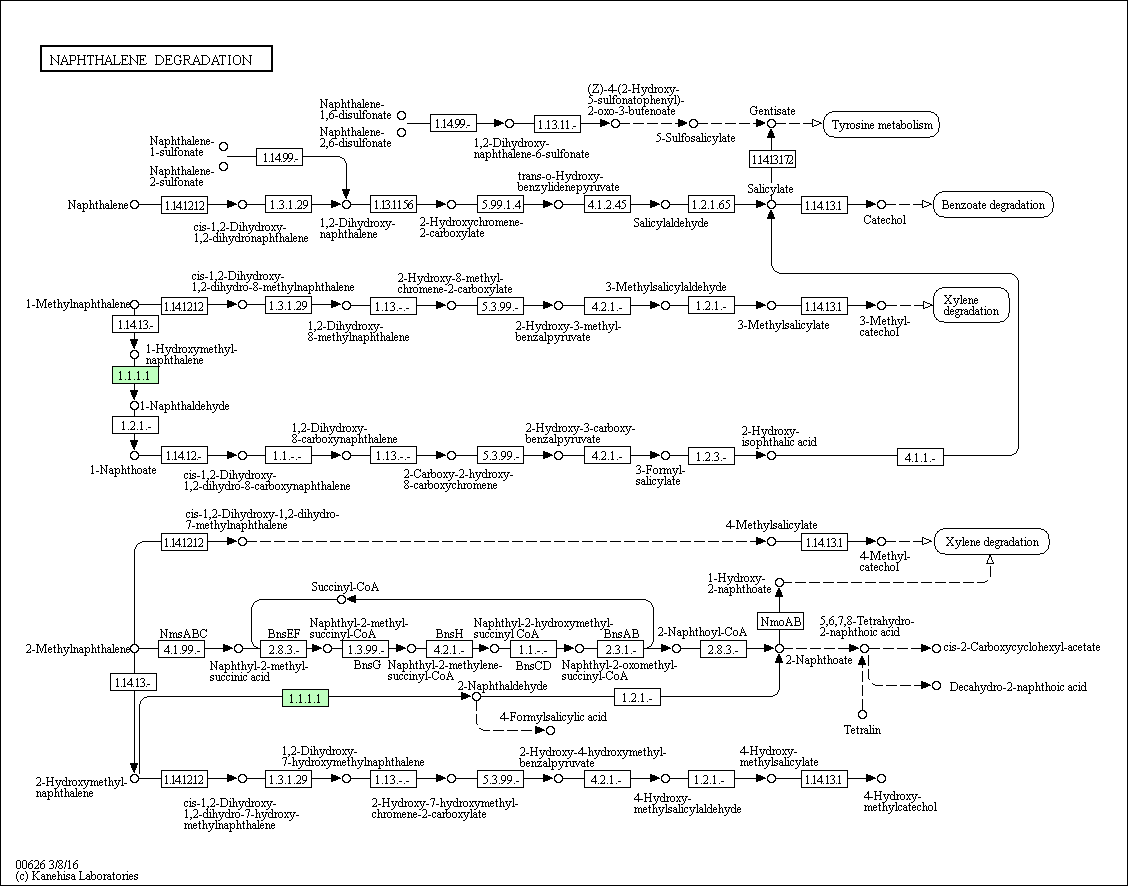 NAPHTHALENE DEGRADATION
Naphthalene-
1,6-disulfonate
Naphthalene-
2,6-disulfonate
1.14.99.-
1.13.11.-
(Z)-4-(2-Hydroxy-
5-sulfonatophenyl)-
2-oxo-3-butenoate
5-Sulfosalicylate
Gentisate
Tyrosine metabolism
1,2-Dihydroxy-
naphthalene-6-sulfonate
Naphthalene-
1-sulfonate
Naphthalene-
2-sulfonate
1.14.99.-
1.14.13.172
Naphthalene
1.14.12.12
1.3.1.29
1.13.11.56
5.99.1.4
trans-o-Hydroxy-
benzylidenepyruvate
4.1.2.45
1.2.1.65
Salicylate
1.14.13.1
Catechol
Benzoate degradation
cis-1,2-Dihydroxy-
1,2-dihydronaphthalene
1,2-Dihydroxy-
naphthalene
2-Hydroxychromene-
2-carboxylate
Salicylaldehyde
cis-1,2-Dihydroxy-
1,2-dihydro-8-methylnaphthalene
2-Hydroxy-8-methyl-
chromene-2-carboxylate
3-Methylsalicylaldehyde
1-Methylnaphthalene
1.14.12.12
1.3.1.29
1.13.-.-
5.3.99.-
4.2.1.-
1.2.1.-
1.14.13.1
Xylene
degradation
1.14.13.-
1,2-Dihydroxy-
8-methylnaphthalene
2-Hydroxy-3-methyl-
benzalpyruvate
3-Methylsalicylate
3-Methyl-
catechol
1-Hydroxymethyl-
naphthalene
1.1.1.1
1-Naphthaldehyde
1.2.1.-
1,2-Dihydroxy-
8-carboxynaphthalene
2-Hydroxy-3-carboxy-
benzalpyruvate
2-Hydroxy-
isophthalic acid
1-Naphthoate
1.14.12.-
1.1.-.-
1.13.-.-
5.3.99.-
4.2.1.-
1.2.3.-
4.1.1.-
cis-1,2-Dihydroxy-
1,2-dihydro-8-carboxynaphthalene
2-Carboxy-2-hydroxy-
8-carboxychromene
3-Formyl-
salicylate
cis-1,2-Dihydroxy-1,2-dihydro-
7-methylnaphthalene
4-Methylsalicylate
1.14.12.12
1.14.13.1
Xylene degradation
4-Methyl-
catechol
Succinyl-CoA
1-Hydroxy-
2-naphthoate
NmsABC
BnsEF
Naphthyl-2-methyl-
succinyl-CoA
BnsH
Naphthyl-2-hydroxymethyl-
succinyl CoA
BnsAB
2-Naphthoyl-CoA
NmoAB
5,6,7,8-Tetrahydro-
2-naphthoic acid
2-Methylnaphthalene
4.1.99.-
2.8.3.-
1.3.99.-
4.2.1.-
1.1.-.-
2.3.1.-
2.8.3.-
2-Naphthoate
cis-2-Carboxycyclohexyl-acetate
Naphthyl-2-methyl-
succinic acid
BnsG
Naphthyl-2-methylene-
succinyl-CoA
BnsCD
Naphthyl-2-oxomethyl-
succinyl-CoA
1.14.13.-
1.1.1.1
2-Naphthaldehyde
1.2.1.-
Decahydro-2-naphthoic acid
4-Formylsalicylic acid
Tetralin
1,2-Dihydroxy-
7-hydroxymethylnaphthalene
2-Hydroxy-4-hydroxymethyl-
benzalpyruvate
4-Hydroxy-
methylsalicylate
2-Hydroxymethyl-
naphthalene
1.14.12.12
1.3.1.29
1.13.-.-
5.3.99.-
4.2.1.-
1.2.1.-
1.14.13.1
cis-1,2-Dihydroxy-
1,2-dihydro-7-hydroxy-
methylnaphthalene
2-Hydroxy-7-hydroxymethyl-
chromene-2-carboxylate
4-Hydroxy-
methylsalicylaldehyde
4-Hydroxy-
methylcatechol
00626 3/8/16
(c) Kanehisa Laboratories